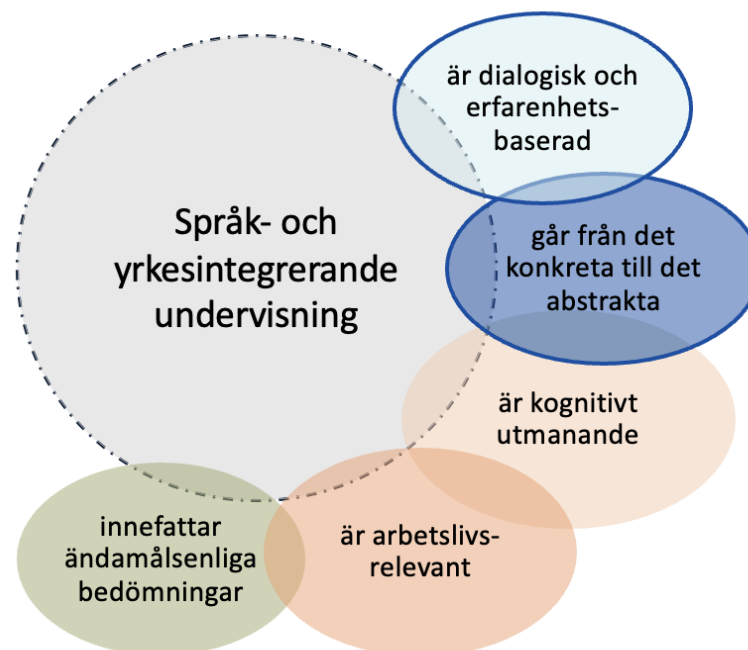 är dialogisk och
erfarenhets-
baserad
Språk- och
yrkesintegrerande
undervisning
går från det
konkreta till det
abstrakta
är kognitivt
utmanande
är arbetslivs-
relevant
innefattar
ändamålsenliga
bedömningar